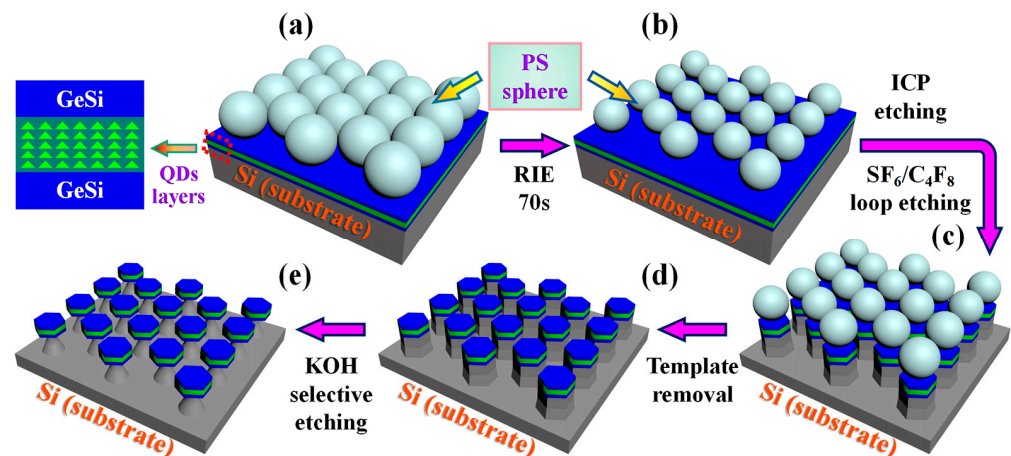 (a)
(b)
PS
sphere
GeSi
GeSi
QDs
layers
Si (substrate)
RIE
70s
Si (substrate)
ICP
etching
SF₆/C₄F₈
loop etching
(c)
(d)
(e)
Si (substrate)
KOH
selective
etching
Si (substrate)
Template
removal
Si (substrate)